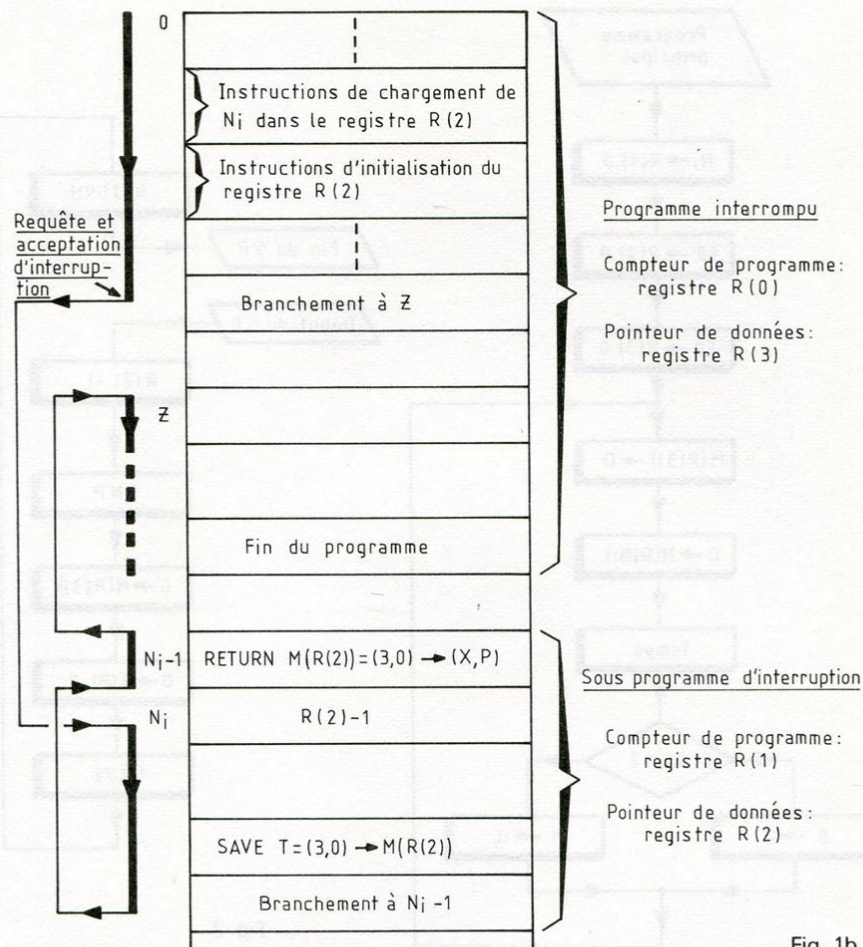 0
Instructions de chargement de
Ni dans le registre R(2)
Instructions d'initialisation du
registre R(2)
Requête et
acceptation
d'interrup-
tion
Branchement à Z
Programme interrompu
Compteur de programme:
registre R(0)
Pointeur de données:
registre R(3)
Z
Fin du programme
Ni-1 RETURN M(R(2))=(3,0) → (X,P)
Ni R(2)-1
SAVE T=(3,0) → M(R(2))
Branchement à Ni-1
Sous programme d'interruption
Compteur de programme:
registre R(1)
Pointeur de données:
registre R(2)
Fig. 1b